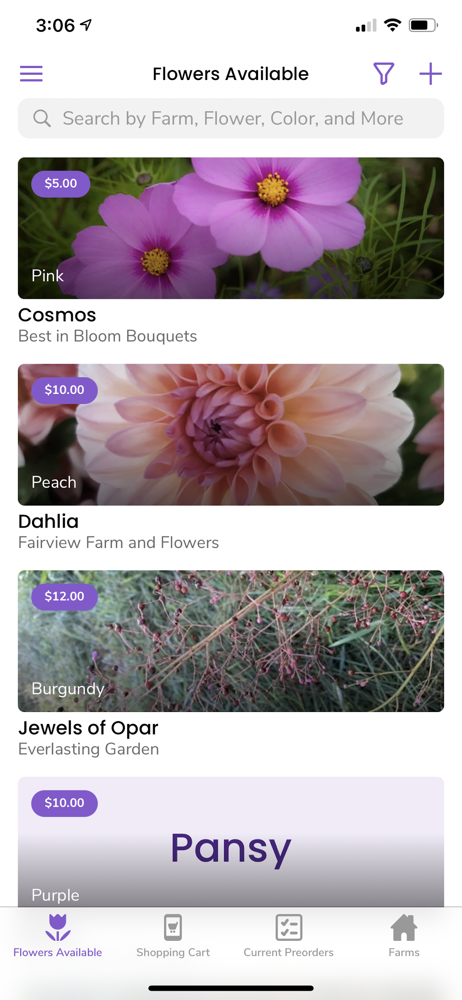 3:06
Flowers Available
Search by Farm, Flower, Color, and More
$5.00
Pink
Cosmos
Best in Bloom Bouquets
$10.00
Peach
Dahlia
Fairview Farm and Flowers
$12.00
Burgundy
Jewels of Opar
Everlasting Garden
$10.00
Pansy
Purple
Flowers Available
Shopping Cart
Current Preorders
Farms